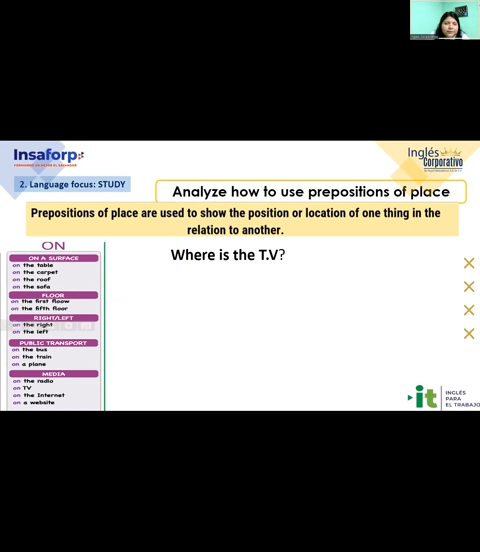 Insaforp
Inglés
Corporativo
2. Language focus: STUDY
Analyze how to use prepositions of place
Prepositions of place are used to show the position or location of one thing in the
relation to another.
ON
ON A SURFACE
on the table
on the carpet
on the roof
on the sofa
FLOOR
on the first floow
on the fifth floor
RIGHT/LEFT
on the right
on the left
PUBLIC TRANSPORT
on the bus
on the train
on a plane
MEDIA
on the radio
on TV
on the Internet
on a website
Where is the T.V?
it
INGLÉS
PARA
EL TRABAJO